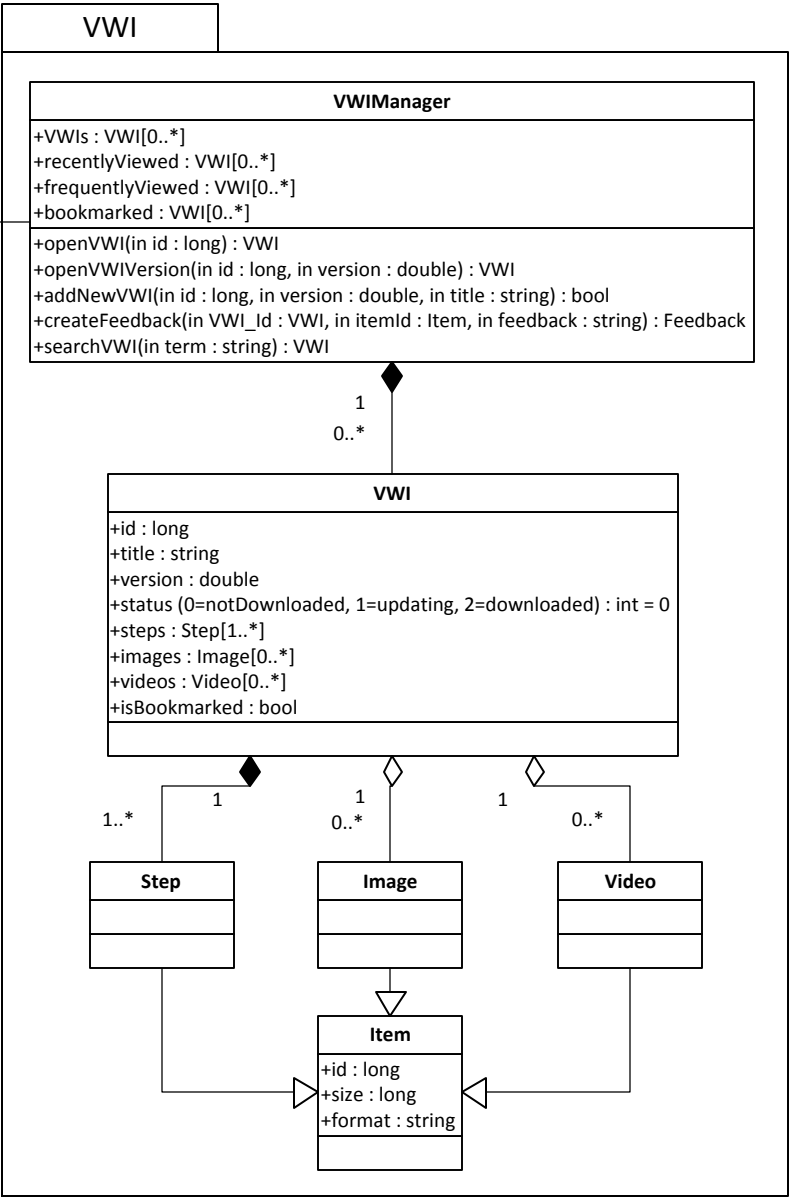 VWI
VWIManager
+VWIs : VWI[0..*]
+recentlyViewed : VWI[0..*]
+frequentlyViewed : VWI[0..*]
+bookmarked : VWI[0..*]
+openVWI(in id : long) : VWI
+openVWIVersion(in id : long, in version : double) : VWI
+addNewVWI(in id : long, in version : double, in title : string) : bool
+createFeedback(in VWI_Id : VWI, in itemId : Item, in feedback : string) : Feedback
+searchVWI(in term : string) : VWI
1
0..*
VWI
+id : long
+title : string
+version : double
+status (0=notDownloaded, 1=updating, 2=downloaded) : int = 0
+steps : Step[1..*]
+images : Image[0..*]
+videos : Video[0..*]
+isBookmarked : bool
1 1 1
1..* 0..* 0..*
Step Image Video
Item
+id : long
+size : long
+format : string